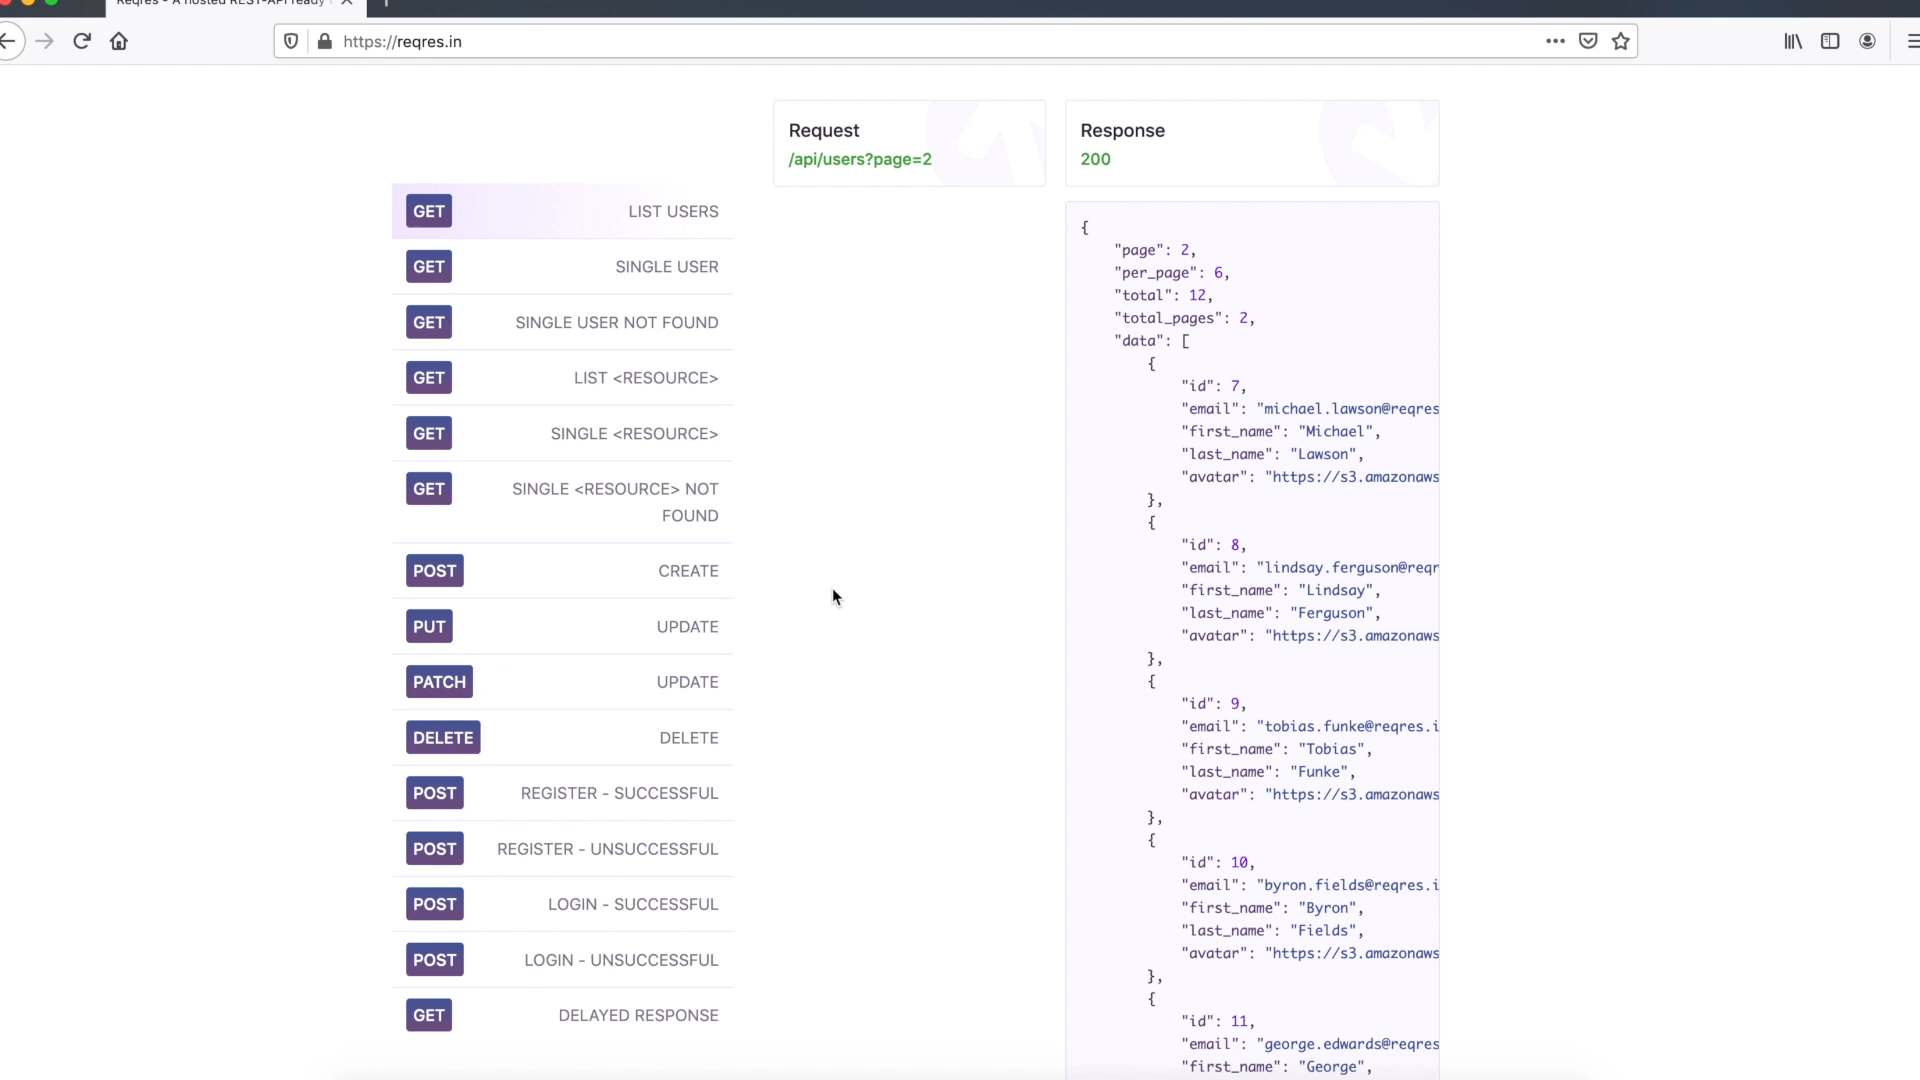 Reqres - A hosted REST-API ready
https://reqres.in
Request
/api/users?page=2
Response
200
GET LIST USERS
GET SINGLE USER
GET SINGLE USER NOT FOUND
GET LIST <RESOURCE>
GET SINGLE <RESOURCE>
GET SINGLE <RESOURCE> NOT
FOUND
POST CREATE
PUT UPDATE
PATCH UPDATE
DELETE DELETE
POST REGISTER - SUCCESSFUL
POST REGISTER - UNSUCCESSFUL
POST LOGIN - SUCCESSFUL
POST LOGIN - UNSUCCESSFUL
GET DELAYED RESPONSE
{
"page": 2,
"per_page": 6,
"total": 12,
"total_pages": 2,
"data": [
{
"id": 7,
"email": "michael.lawson@reqres
"first_name": "Michael",
"last_name": "Lawson",
"avatar": "https://s3.amazonaws
},
{
"id": 8,
"email": "lindsay.ferguson@reqr
"first_name": "Lindsay",
"last_name": "Ferguson",
"avatar": "https://s3.amazonaws
},
{
"id": 9,
"email": "tobias.funke@reqres.i
"first_name": "Tobias",
"last_name": "Funke",
"avatar": "https://s3.amazonaws
},
{
"id": 10,
"email": "byron.fields@reqres.i
"first_name": "Byron",
"last_name": "Fields",
"avatar": "https://s3.amazonaws
},
{
"id": 11,
"email": "george.edwards@reqres
"first_name": "George",